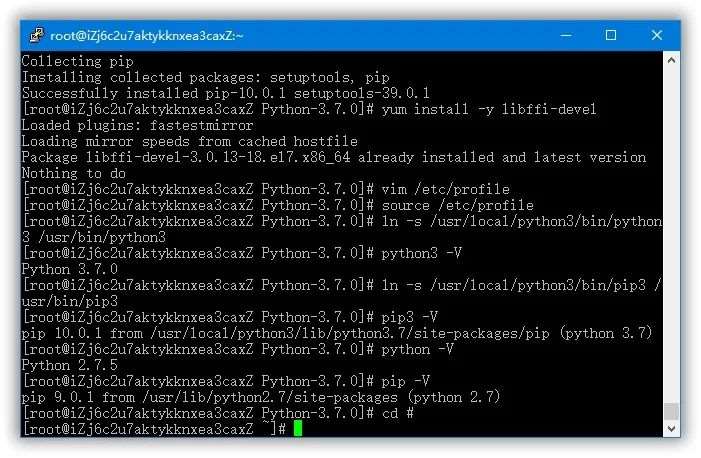 root@iZj6c2u7aktykknxea3caxZ:~
Collecting pip
Installing collected packages: setuptools, pip
Successfully installed pip-10.0.1 setuptools-39.0.1
[root@iZj6c2u7aktykknxea3caxZ Python-3.7.0]# yum install -y libffi-devel
Loaded plugins: fastestmirror
Loading mirror speeds from cached hostfile
Package libffi-devel-3.0.13-18.el7.x86_64 already installed and latest version
Nothing to do
[root@iZj6c2u7aktykknxea3caxZ Python-3.7.0]# vim /etc/profile
[root@iZj6c2u7aktykknxea3caxZ Python-3.7.0]# source /etc/profile
[root@iZj6c2u7aktykknxea3caxZ Python-3.7.0]# ln -s /usr/local/python3/bin/python
3 /usr/bin/python3
[root@iZj6c2u7aktykknxea3caxZ Python-3.7.0]# python3 -V
Python 3.7.0
[root@iZj6c2u7aktykknxea3caxZ Python-3.7.0]# ln -s /usr/local/python3/bin/pip3 /
usr/bin/pip3
[root@iZj6c2u7aktykknxea3caxZ Python-3.7.0]# pip3 -V
pip 10.0.1 from /usr/local/python3/lib/python3.7/site-packages/pip (python 3.7)
[root@iZj6c2u7aktykknxea3caxZ Python-3.7.0]# python -V
Python 2.7.5
[root@iZj6c2u7aktykknxea3caxZ Python-3.7.0]# pip -V
pip 9.0.1 from /usr/lib/python2.7/site-packages (python 2.7)
[root@iZj6c2u7aktykknxea3caxZ Python-3.7.0]# cd #
[root@iZj6c2u7aktykknxea3caxZ ~]#